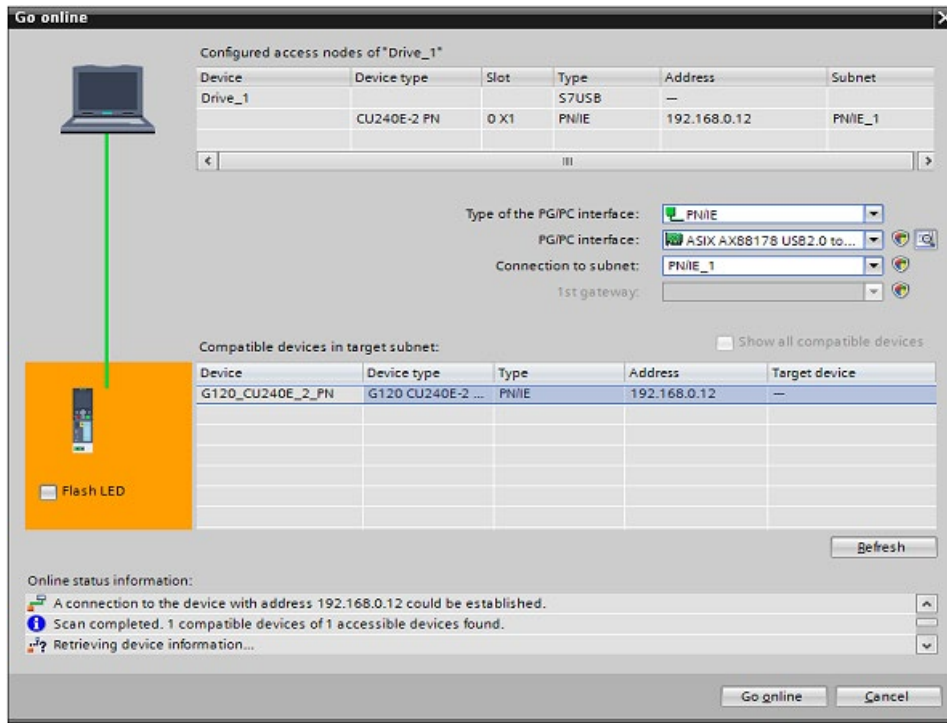 Go online
Configured access nodes of "Drive_1"
Device Device type Slot Type Address Subnet
Drive_1 S7USB —
CU240E-2 PN 0 X1 PN/IE 192.168.0.12 PN/IE_1
Type of the PG/PC interface: PN/IE
PG/PC interface: ASIX AX88178 USB2.0 to...
Connection to subnet: PN/IE_1
1st gateway:
Compatible devices in target subnet: Show all compatible devices
Device Device type Type Address Target device
G120_CU240E_2_PN G120 CU240E-2 ... PN/IE 192.168.0.12 —
Flash LED
Refresh
Online status information:
A connection to the device with address 192.168.0.12 could be established.
Scan completed. 1 compatible devices of 1 accessible devices found.
Retrieving device information...
Go online Cancel